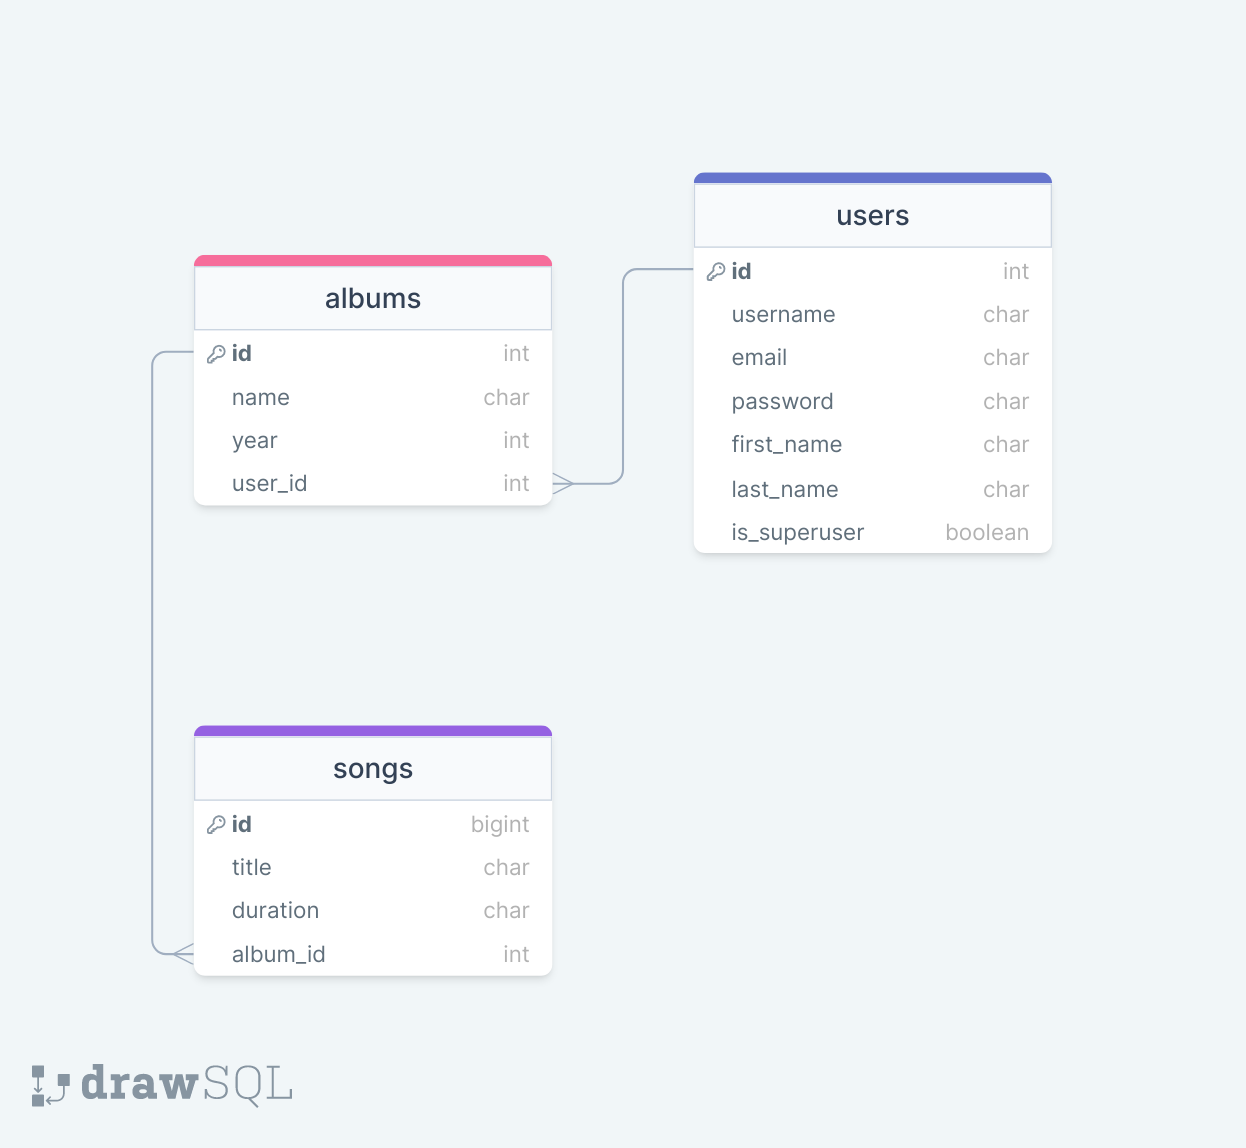 users
id int
username char
email char
password char
first_name char
last_name char
is_superuser boolean
albums
id int
name char
year int
user_id int
songs
id bigint
title char
duration char
album_id int
drawSQL